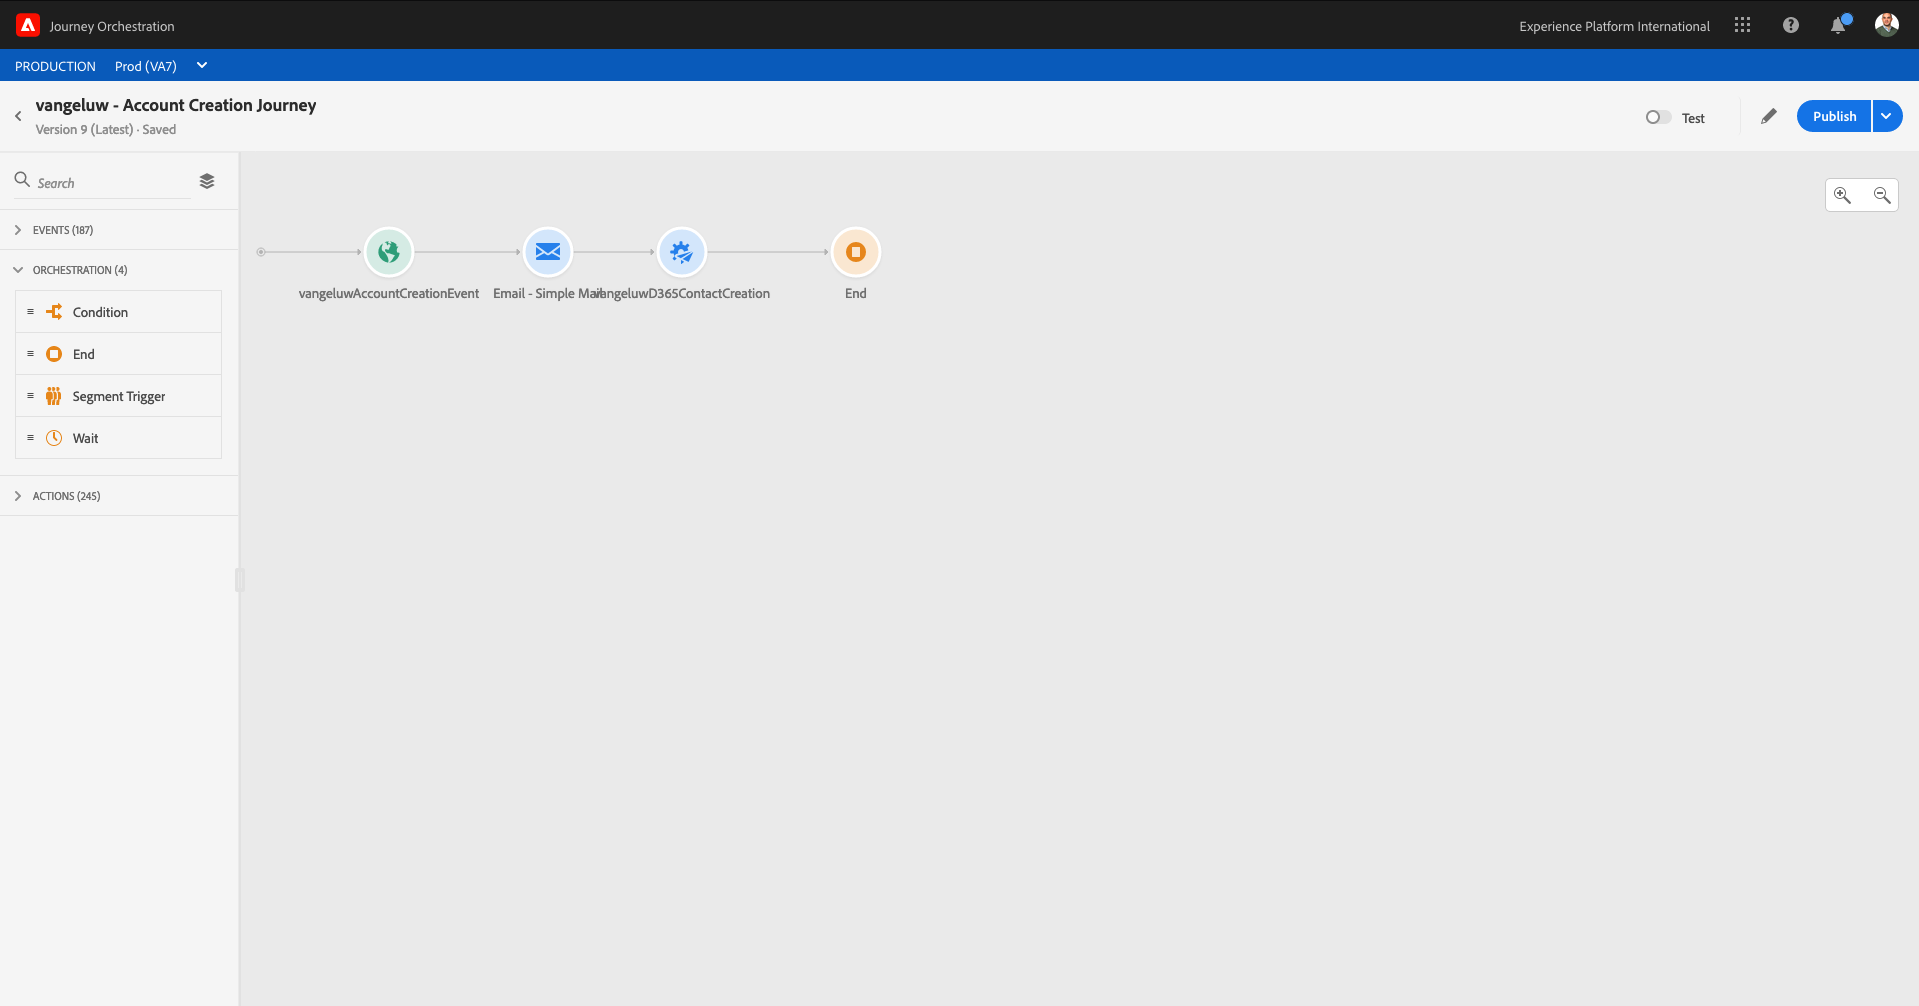 Journey Orchestration
Experience Platform International
PRODUCTION Prod (VA7)
vangeluw - Account Creation Journey
Version 9 (Latest) · Saved
Test
Publish
Search
EVENTS (187)
ORCHESTRATION (4)
Condition
End
Segment Trigger
Wait
ACTIONS (245)
vangeluwAccountCreationEvent
Email - Simple Mail
vangeluwD365ContactCreation
End